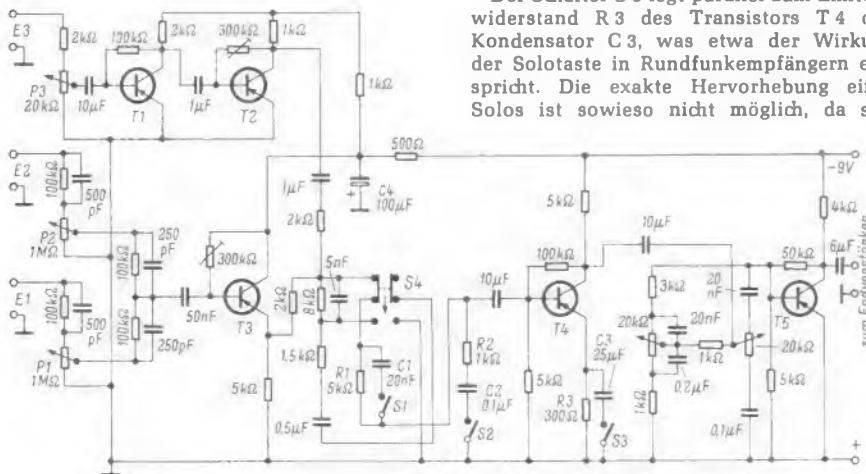 Der Schalter S 3 legt parallel zum Emitter-
widerstand R 3 des Transistors T 4
Kondensator C 3, was etwa der
der Solotaste in Rundfunkempfängern
spricht. Die exakte Hervorhebung
Solos ist sowieso nicht möglich, da
E3
2kΩ
100kΩ
2kΩ
300kΩ
1kΩ
P3
20kΩ
10µF
T1
1µF
T2
1kΩ
500Ω
-9V
E2
100kΩ
500
pF
P2
1MΩ
250
pF
100kΩ
1µF
2kΩ
C4
100µF
+
5kΩ
10µF
4kΩ
6µF
300kΩ
5nF
S4
100kΩ
50kΩ
E1
100kΩ
500
pF
P1
1MΩ
100kΩ
250pF
50nF
T3
2kΩ
8kΩ
10µF
T4
3kΩ
20
nF
20nF
T5
20kΩ
1kΩ
20kΩ
0,2µF
1,5kΩ
R1
5kΩ
C1
20nF
S1
R2
1kΩ
C2
0,1µF
S2
C3
25µF
R3
300Ω
S3
5kΩ
0,5µF
5kΩ
1kΩ
0,1µF
5kΩ
+
zum Endverstärker